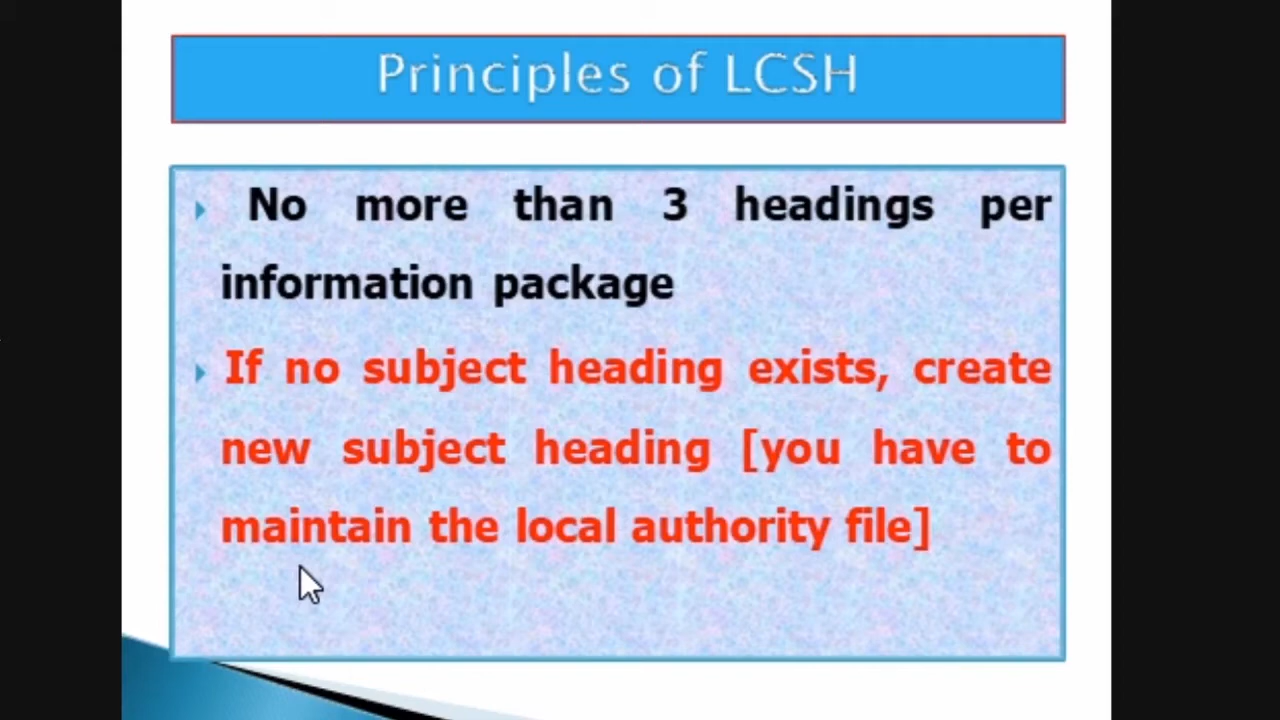 Principles of LCSH
No more than 3 headings per
information package
If no subject heading exists, create
new subject heading [you have to
maintain the local authority file]